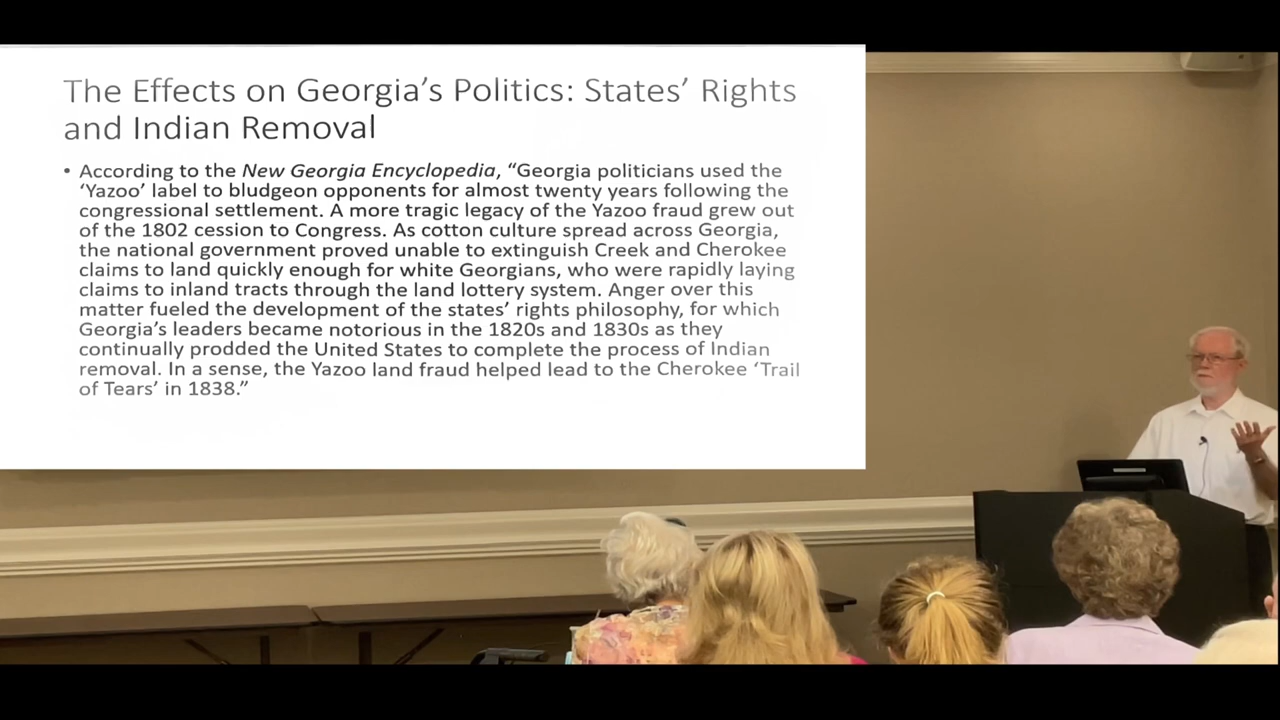 The Effects on Georgia's Politics: States' Rights
and Indian Removal
• According to the New Georgia Encyclopedia, “Georgia politicians used the
‘Yazoo’ label to bludgeon opponents for almost twenty years following the
congressional settlement. A more tragic legacy of the Yazoo fraud grew out
of the 1802 cession to Congress. As cotton culture spread across Georgia,
the national government proved unable to extinguish Creek and Cherokee
claims to land quickly enough for white Georgians, who were rapidly laying
claims to inland tracts through the land lottery system. Anger over this
matter fueled the development of the states’ rights philosophy, for which
Georgia’s leaders became notorious in the 1820s and 1830s as they
continually prodded the United States to complete the process of Indian
removal. In a sense, the Yazoo land fraud helped lead to the Cherokee ‘Trail
of Tears’ in 1838.”